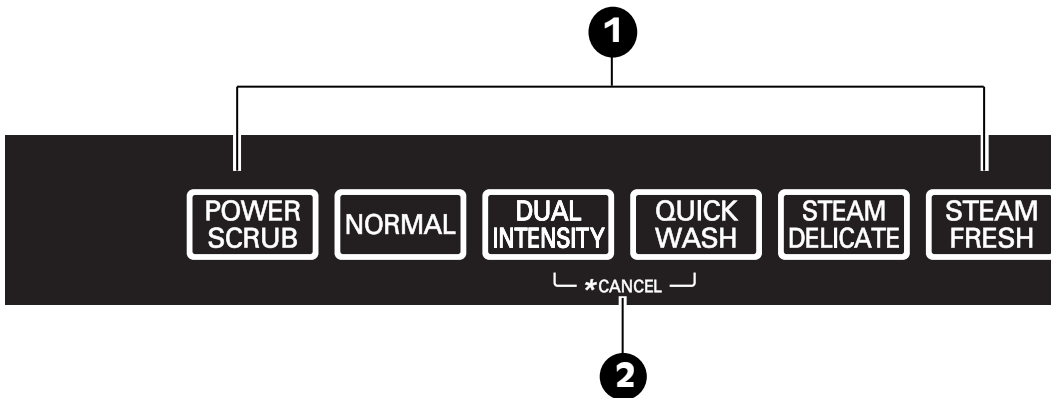 1
POWER
SCRUB
NORMAL
DUAL
INTENSITY
QUICK
WASH
STEAM
DELICATE
STEAM
FRESH
*CANCEL
2